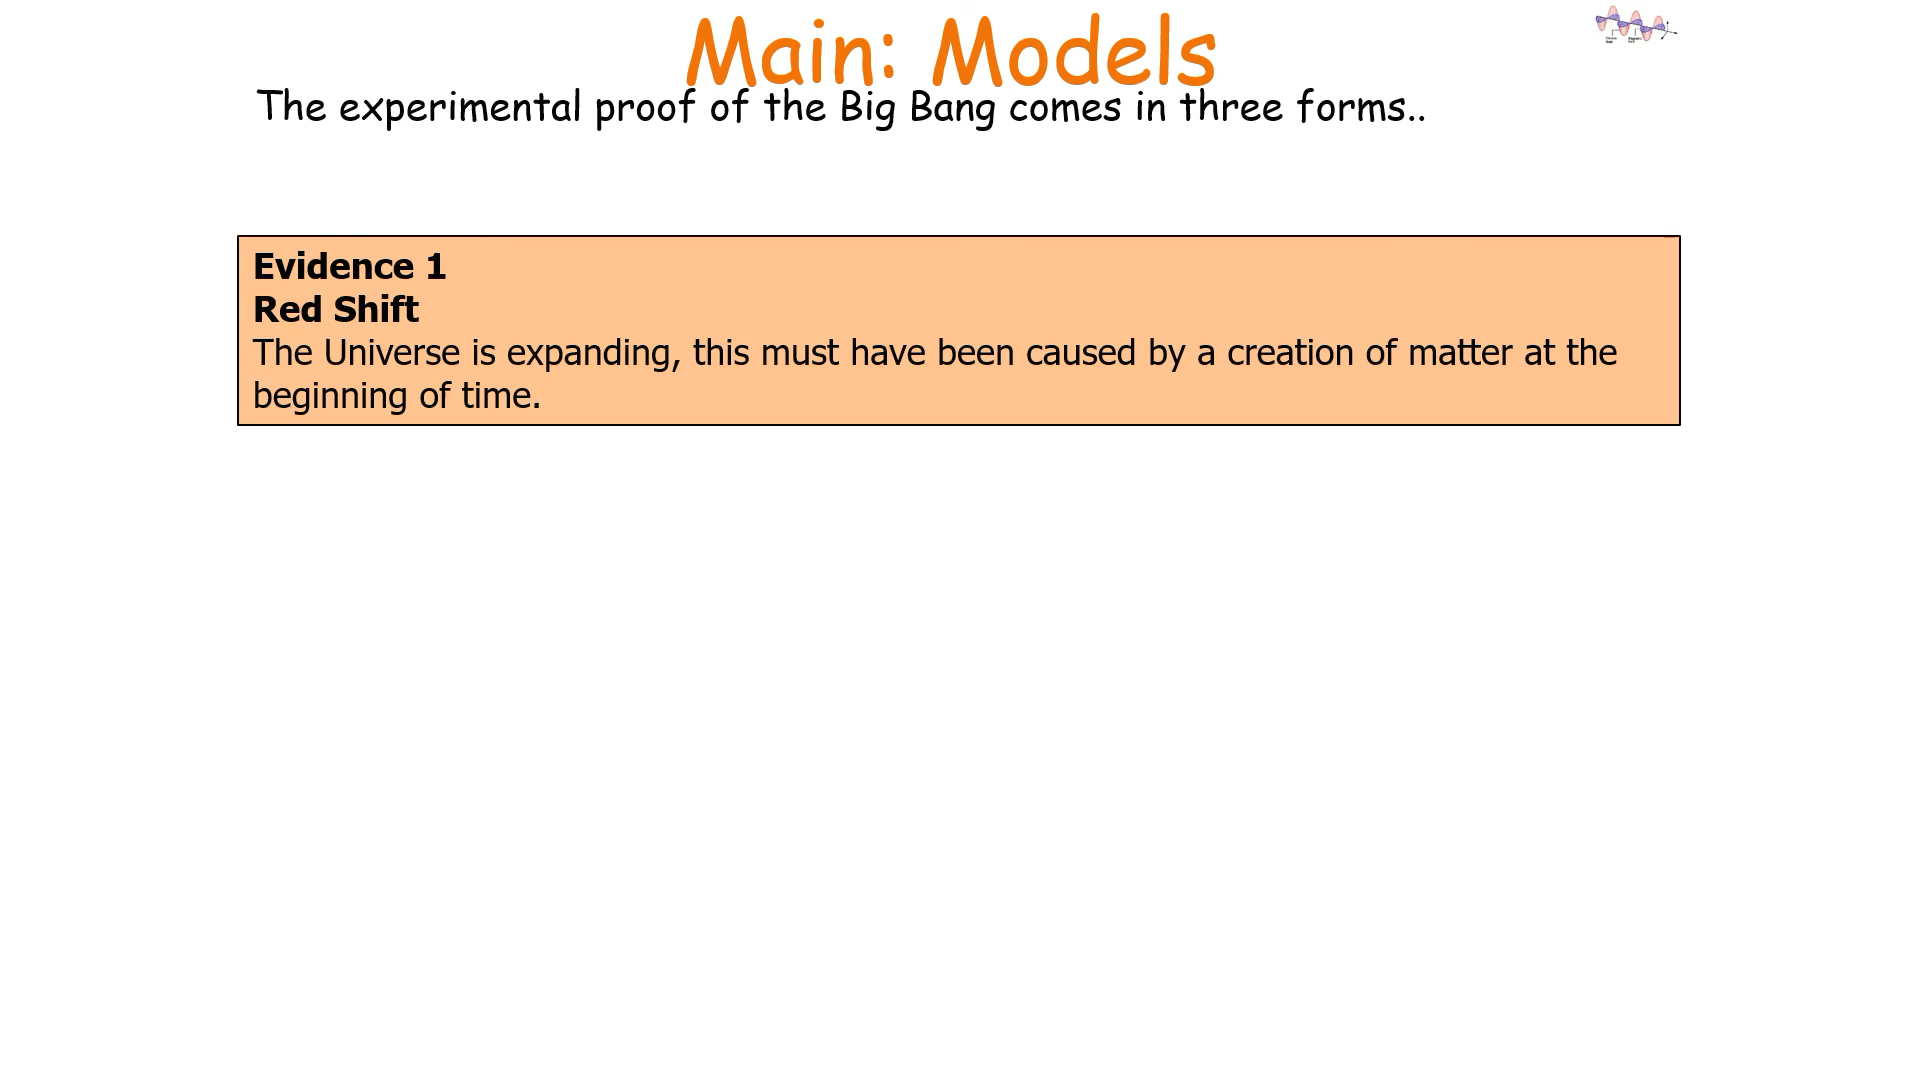 Main: Models
The experimental proof of the Big Bang comes in three forms..
Evidence 1
Red Shift
The Universe is expanding, this must have been caused by a creation of matter at the
beginning of time.